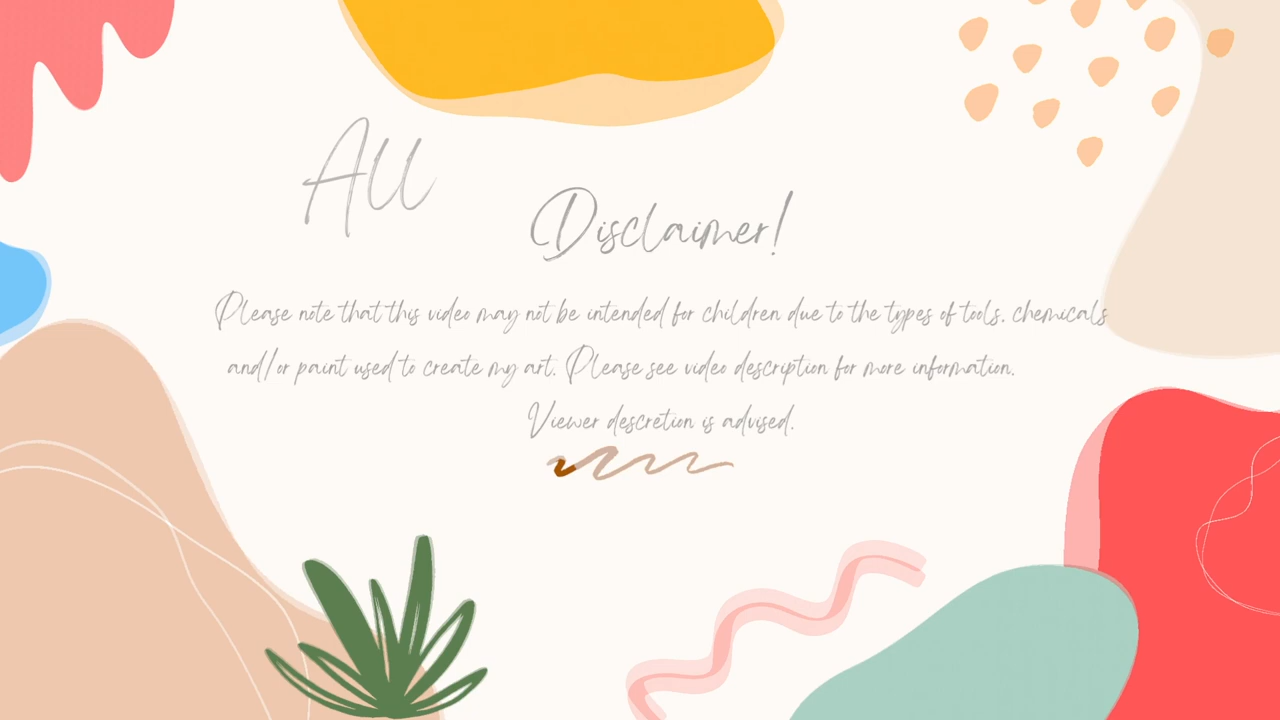 All
Disclaimer!
Please note that this video may not be intended for children due to the types of tools, chemicals
and/or paint used to create my art. Please see video description for more information.
Viewer descretion is advised.